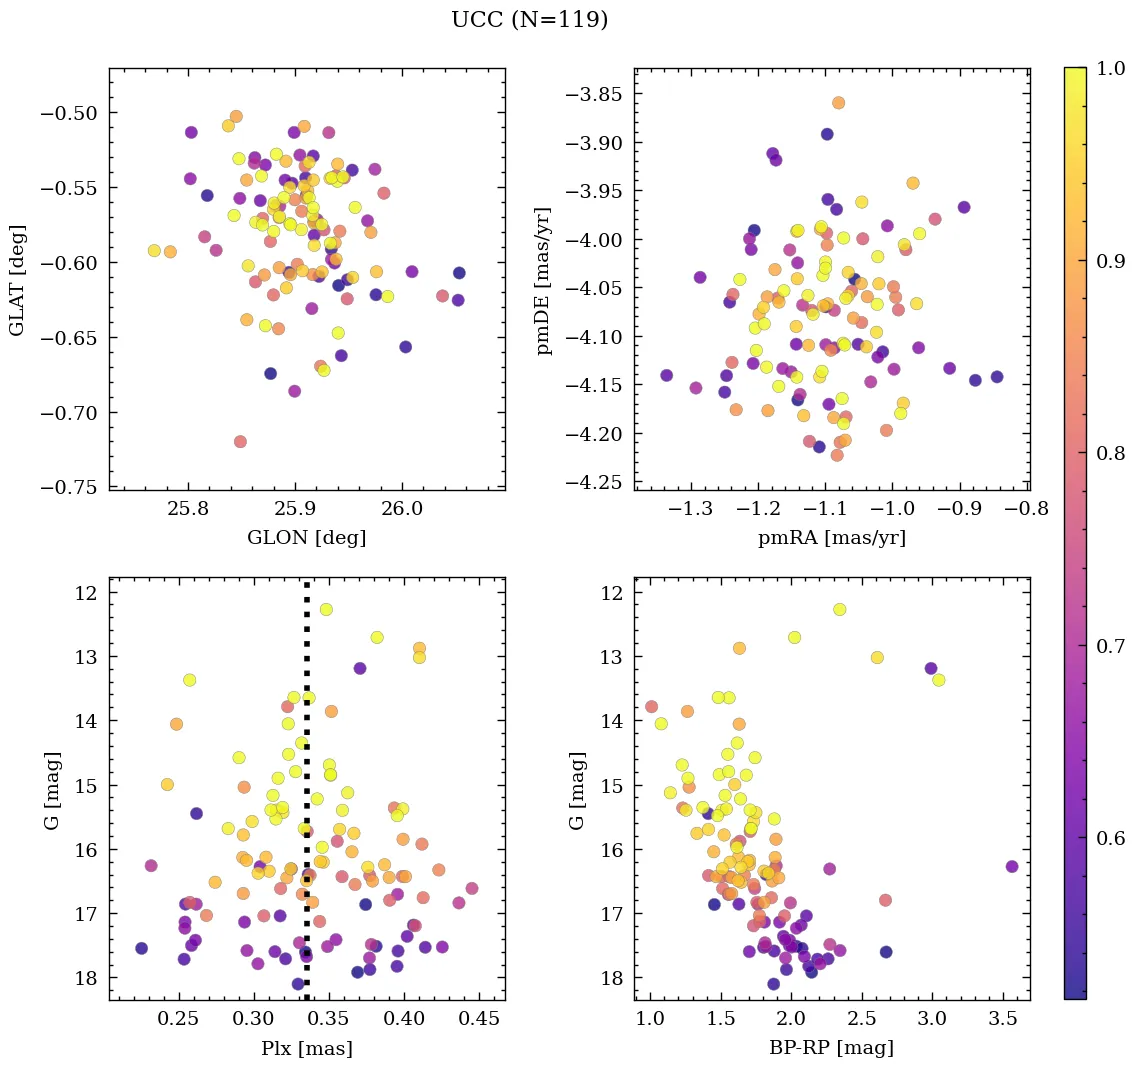 UCC (N=119)
−0.50
−0.55
−0.60
−0.65
−0.70
−0.75
GLAT [deg]
25.8 25.9 26.0
GLON [deg]
−3.85
−3.90
−3.95
−4.00
−4.05
−4.10
−4.15
−4.20
−4.25
pmDE [mas/yr]
−1.3 −1.2 −1.1 −1.0 −0.9 −0.8
pmRA [mas/yr]
12
13
14
15
16
17
18
G [mag]
0.25 0.30 0.35 0.40 0.45
Plx [mas]
12
13
14
15
16
17
18
G [mag]
1.0 1.5 2.0 2.5 3.0 3.5
BP-RP [mag]
1.0
0.9
0.8
0.7
0.6